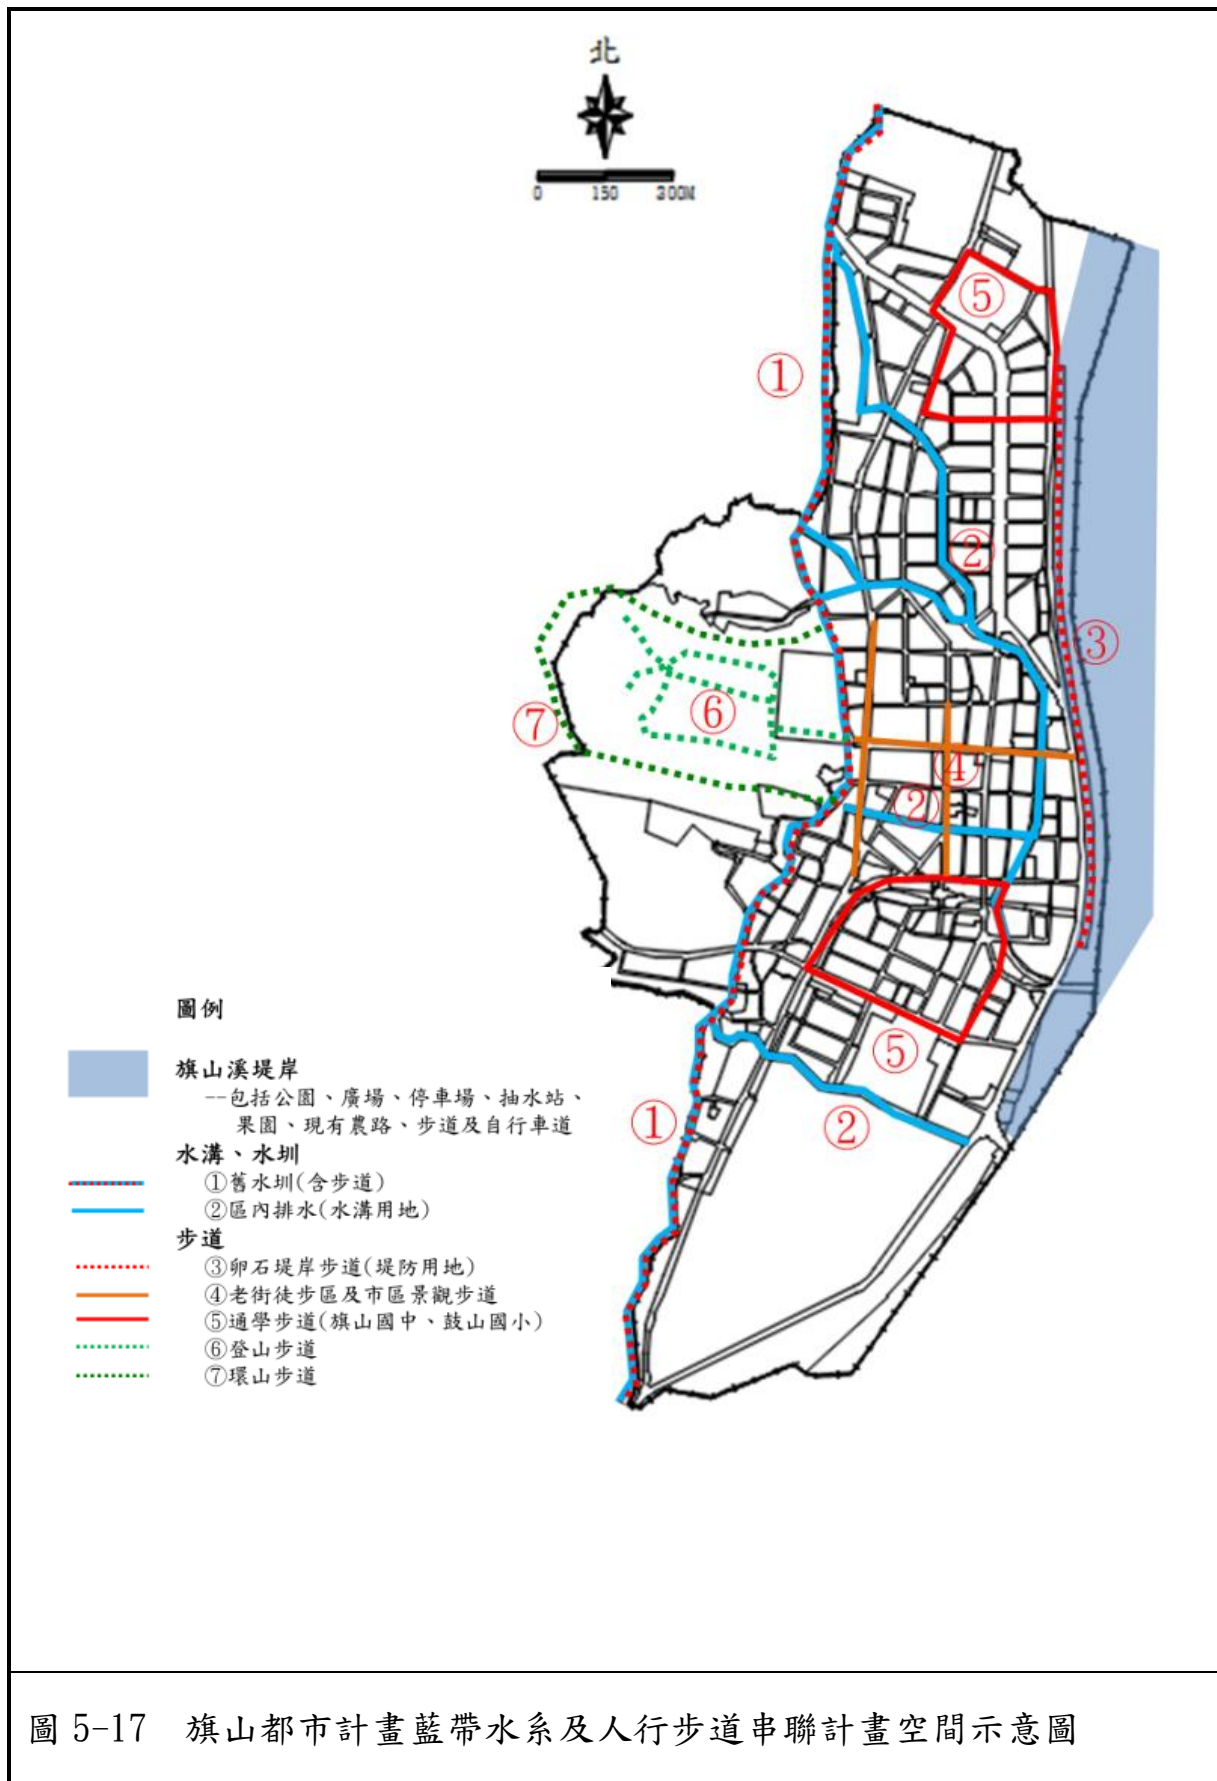 北
0 150 300M
⑤
①
②
③
⑥
⑦
④
②
⑤
①
②
圖例
旗山溪堤岸
--包括公園、廣場、停車場、抽水站、
果園、現有農路、步道及自行車道
水溝、水圳
①舊水圳(含步道)
②區內排水(水溝用地)
步道
③卵石堤岸步道(堤防用地)
④老街徒步區及市區景觀步道
⑤通學步道(旗山國中、鼓山國小)
⑥登山步道
⑦環山步道
圖 5-17 旗山都市計畫藍帶水系及人行步道串聯計畫空間示意圖